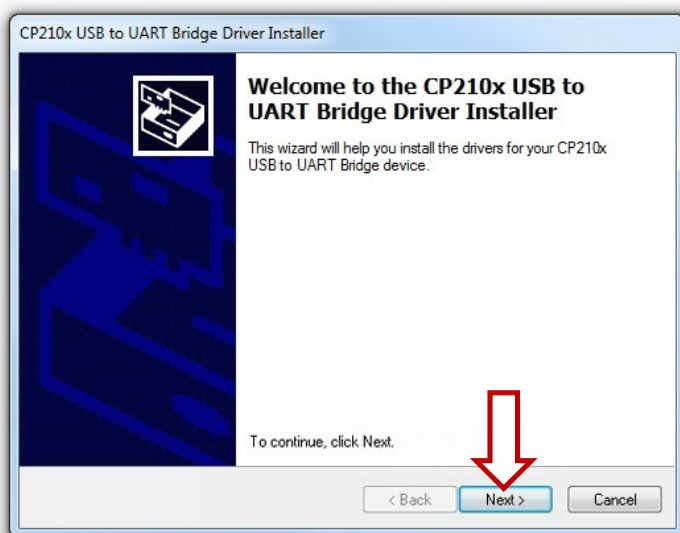 CP210x USB to UART Bridge Driver Installer
Welcome to the CP210x USB to
UART Bridge Driver Installer
This wizard will help you install the drivers for your CP210x
USB to UART Bridge device.
To continue, click Next.
< Back Next > Cancel